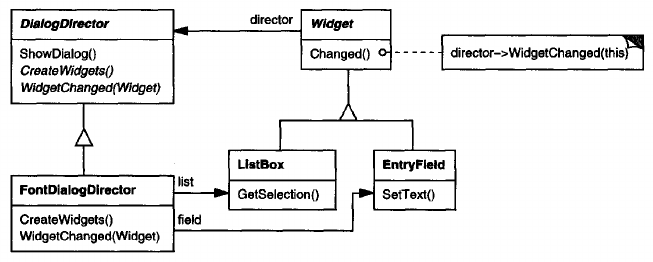 DialogDirector
ShowDialog()
CreateWidgets()
WidgetChanged(Widget)
director
Widget
Changed()
director->WidgetChanged(this)
ListBox
GetSelection()
EntryField
SetText()
FontDialogDirector
CreateWidgets()
WidgetChanged(Widget)
list
field